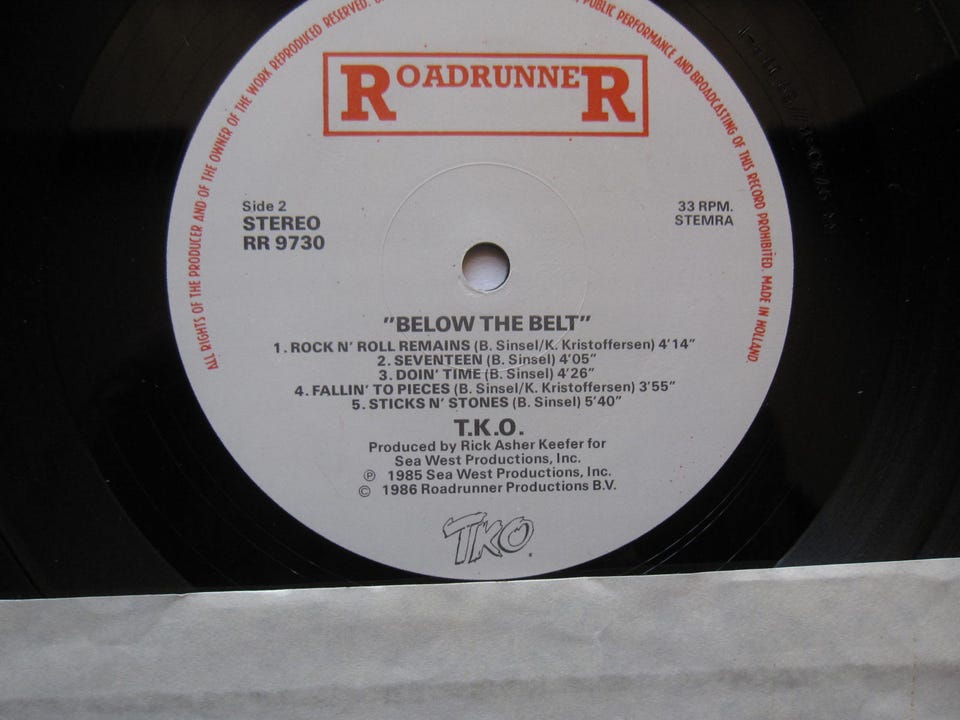 ALL RIGHTS OF THE PRODUCER AND OF THE OWNER OF THE WORK REPRODUCED RESERVED.
PUBLIC PERFORMANCE AND BROADCASTING OF THIS RECORD PROHIBITED. MADE IN HOLLAND.
ROADRUNNER
Side 2
STEREO
RR 9730
33 RPM.
STEMRA
"BELOW THE BELT"
1. ROCK N' ROLL REMAINS (B. Sinsel/K. Kristoffersen) 4'14"
2. SEVENTEEN (B. Sinsel) 4'05"
3. DOIN' TIME (B. Sinsel) 4'26"
4. FALLIN' TO PIECES (B. Sinsel/K. Kristoffersen) 3'55"
5. STICKS N' STONES (B. Sinsel) 5'40"
T.K.O.
Produced by Rick Asher Keefer for
Sea West Productions, Inc.
℗ 1985 Sea West Productions, Inc.
© 1986 Roadrunner Productions B.V.
TKO.